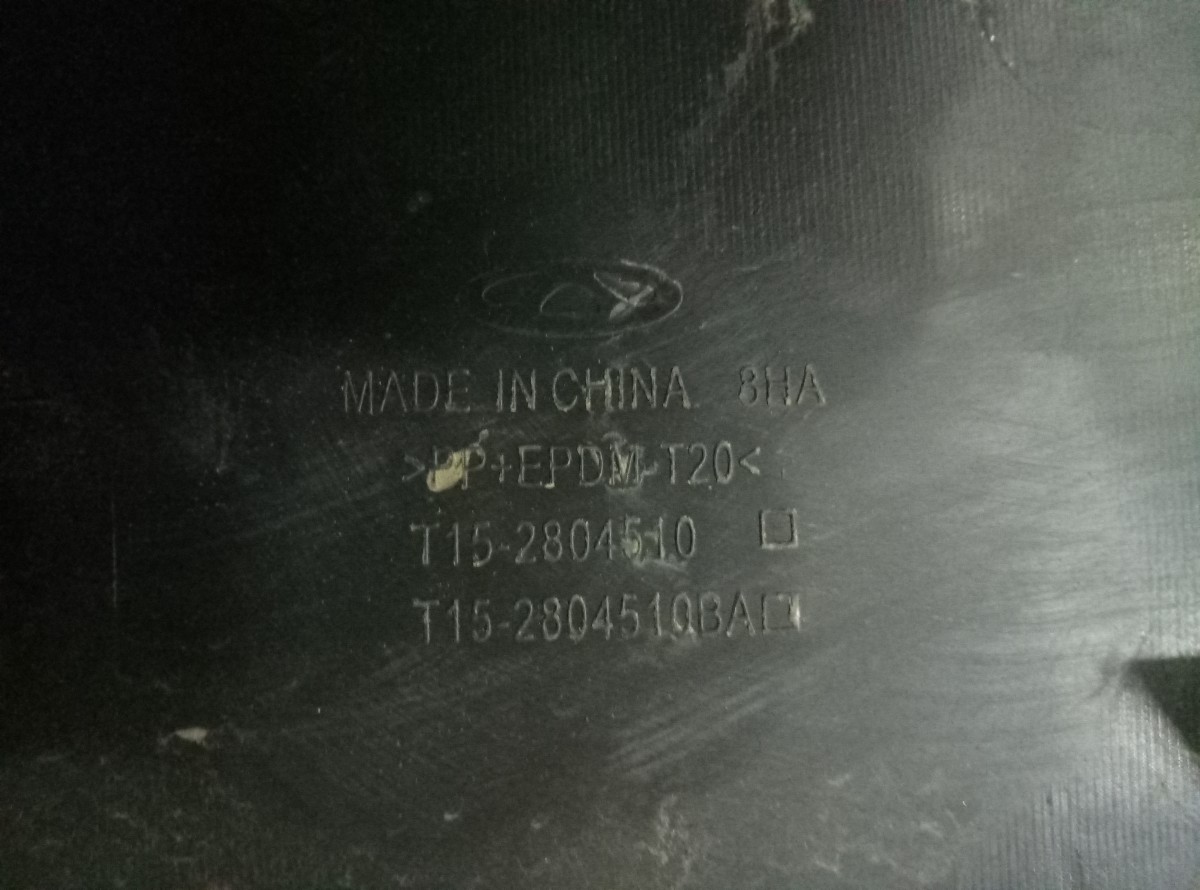 MADE IN CHINA 8HA
>PP+EPDM-T20<
T15-2804510 □
T15-2804510BA□